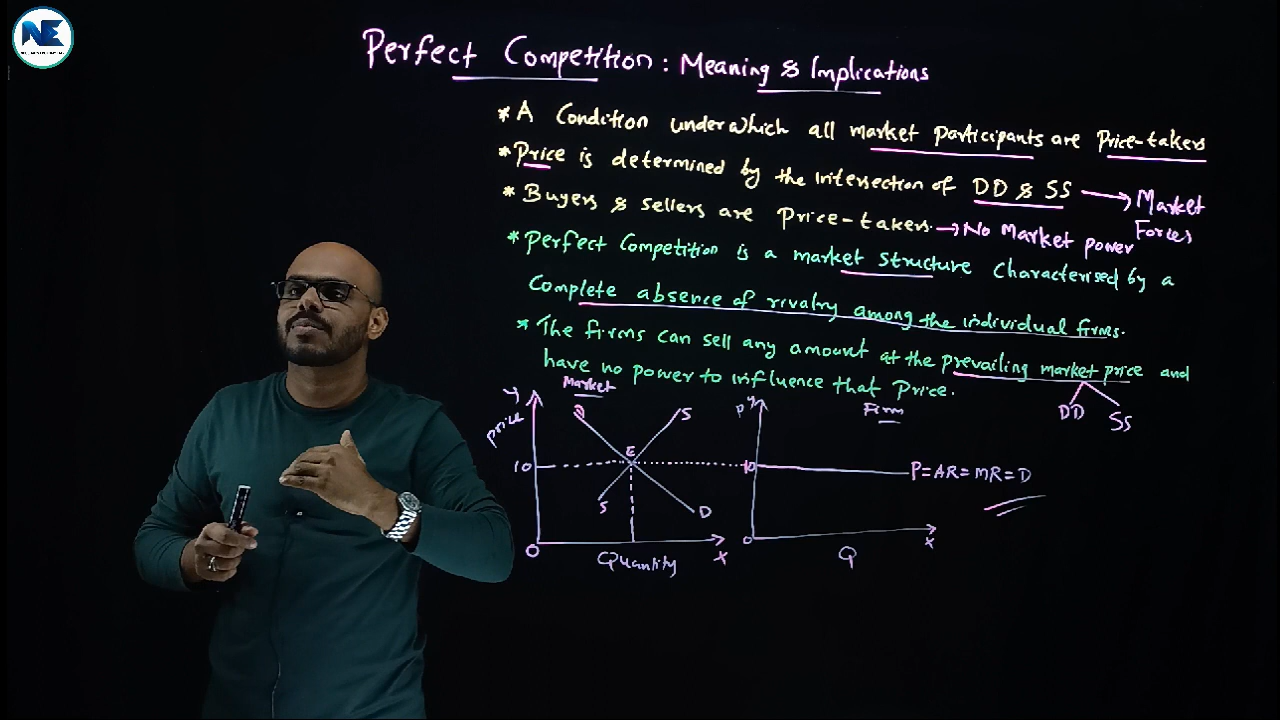 NE
Perfect Competition: Meaning & Implications
* A Condition under which all market participants are Price-takers
* Price is determined by the intersection of DD & SS → Market Forces
* Buyers & sellers are Price-takers. → No Market power
* Perfect Competition is a market structure characterised by a
Complete absence of rivalry among the individual firms.
* The firms can sell any amount at the prevailing market price and
have no power to influence that Price.
DD SS
Market
Y
Price
D S
E
10
S D
O
Quantity
X
Firm
P Y
10
P=AR=MR=D
O
Q
X